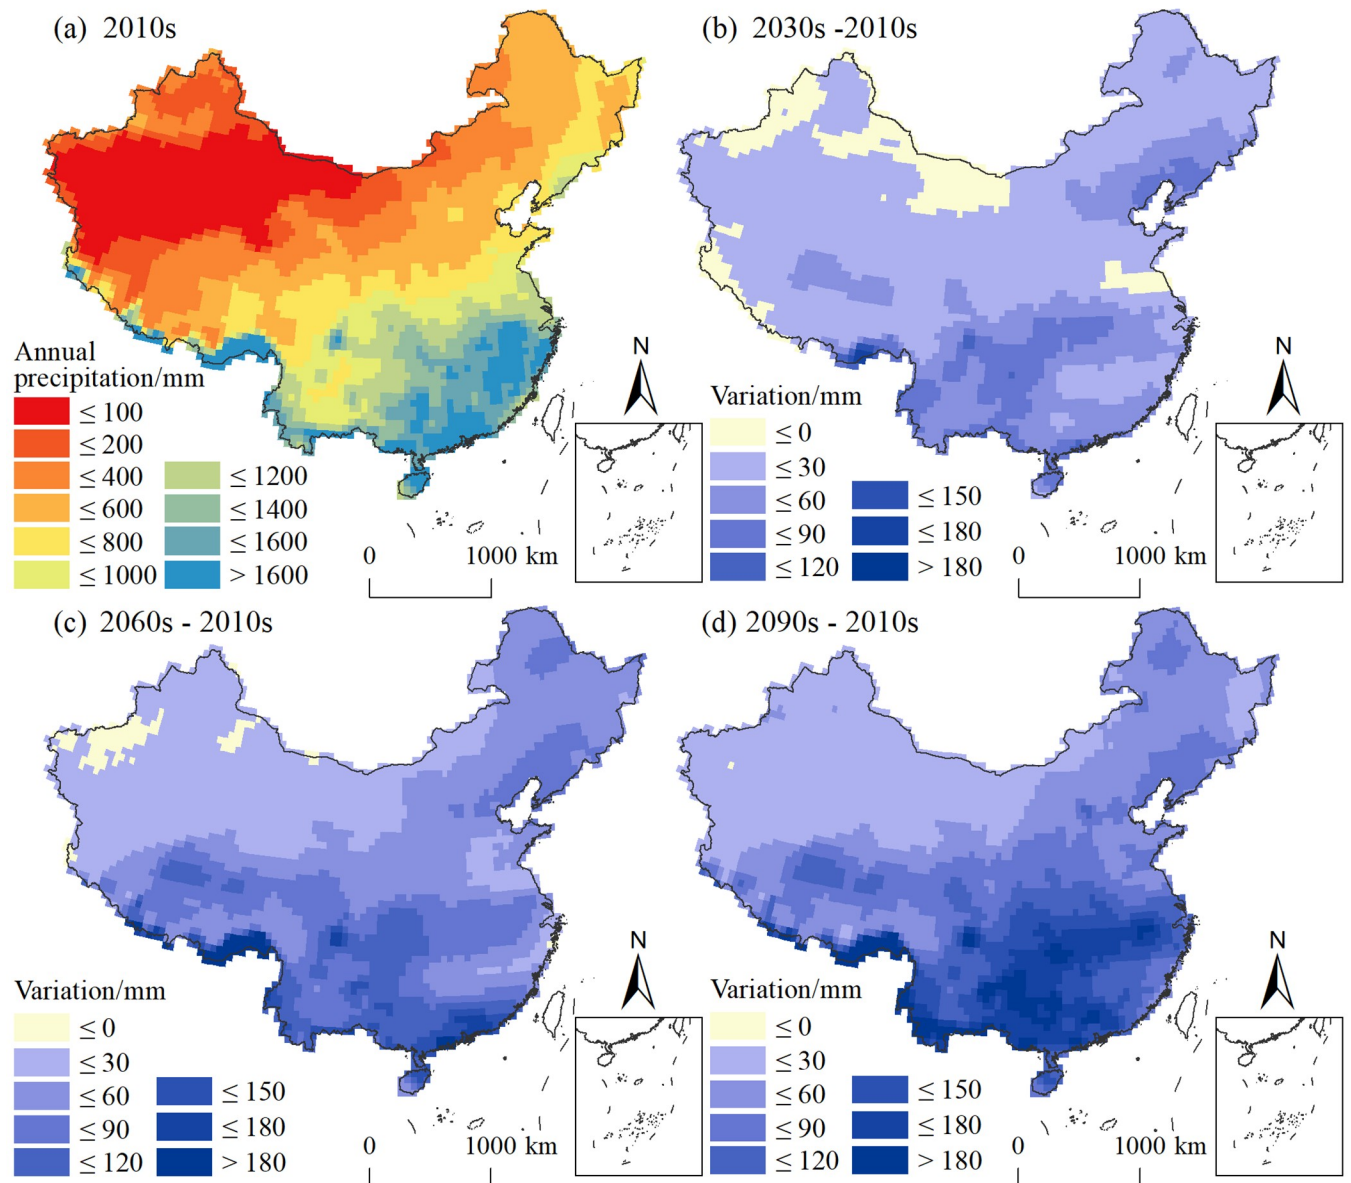 (a) 2010s
(b) 2030s -2010s
Annual
precipitation/mm
≤ 100
≤ 200
≤ 400
≤ 600
≤ 800
≤ 1000
≤ 1200
≤ 1400
≤ 1600
> 1600
N
0 1000 km
Variation/mm
≤ 0
≤ 30
≤ 60
≤ 90
≤ 120
≤ 150
≤ 180
> 180
N
0 1000 km
(c) 2060s - 2010s
(d) 2090s - 2010s
Variation/mm
≤ 0
≤ 30
≤ 60
≤ 90
≤ 120
≤ 150
≤ 180
> 180
N
0 1000 km
Variation/mm
≤ 0
≤ 30
≤ 60
≤ 90
≤ 120
≤ 150
≤ 180
> 180
N
0 1000 km